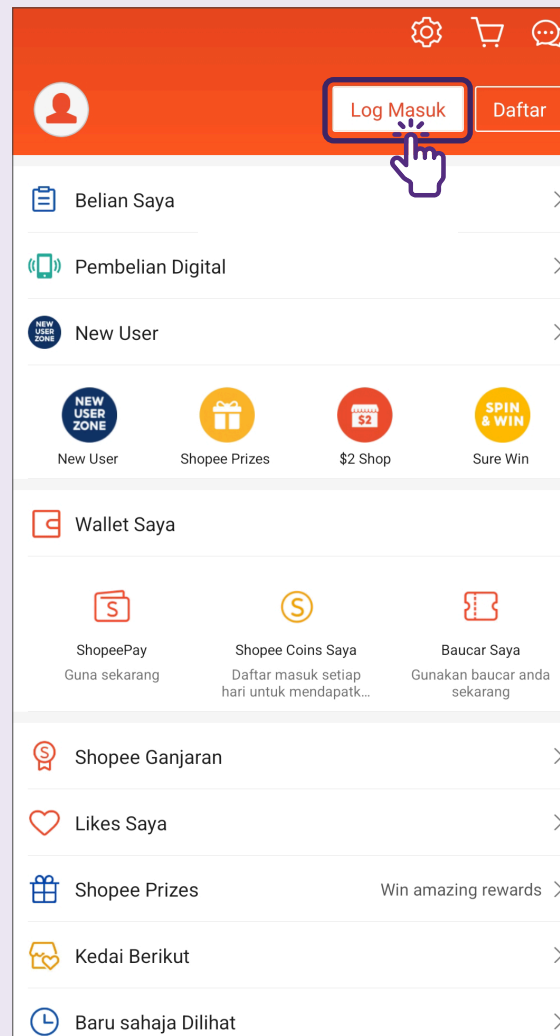 Log Masuk
Daftar
Belian Saya
Pembelian Digital
NEW
USER
ZONE
New User
NEW
USER
ZONE
$2
SPIN
& WIN
New User
Shopee Prizes
$2 Shop
Sure Win
Wallet Saya
S
S
ShopeePay
Shopee Coins Saya
Baucar Saya
Guna sekarang
Daftar masuk setiap
hari untuk mendapatk...
Gunakan baucar anda
sekarang
S
Shopee Ganjaran
Likes Saya
Shopee Prizes
Win amazing rewards
Kedai Berikut
Baru sahaja Dilihat